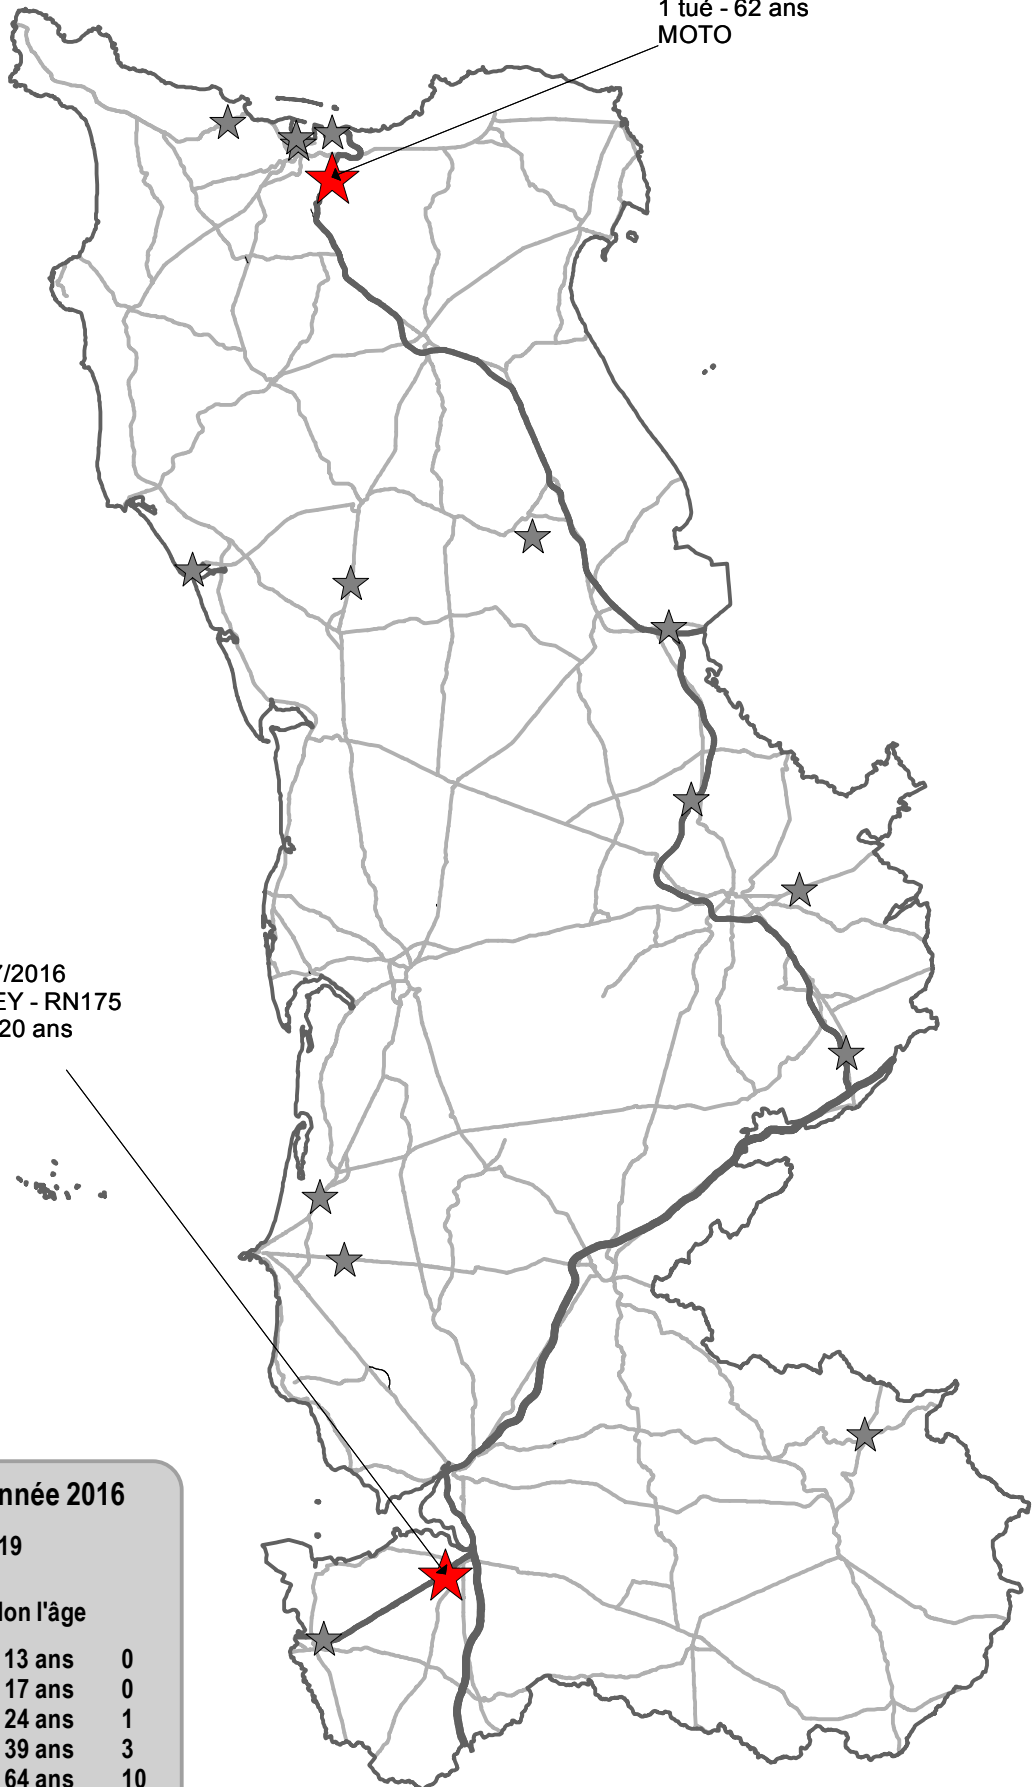 1 tué - 62 ans
MOTO
7/2016
EY - RN175
20 ans
nnée 2016
19
lon l'âge
13 ans 0
17 ans 0
24 ans 1
39 ans 3
64 ans 10